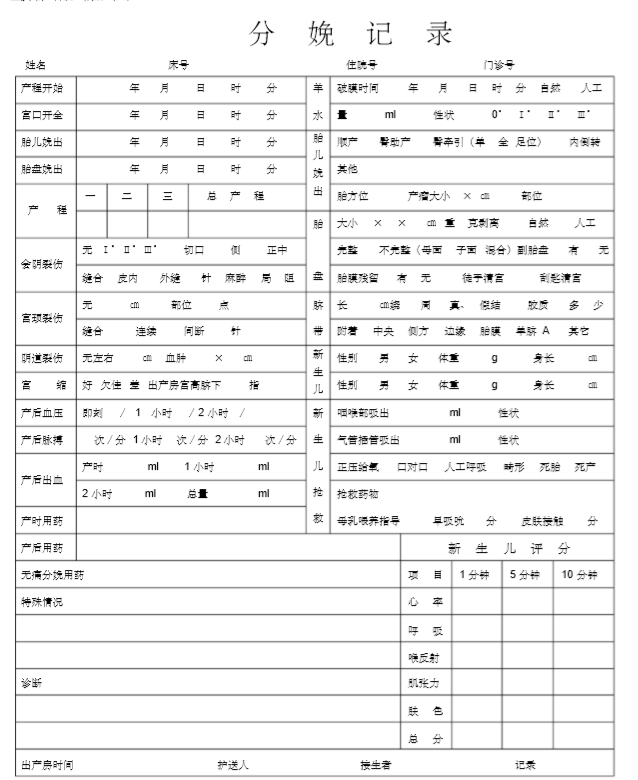 分 娩 记 录
姓名 床号 住院号 门诊号
产程开始 年 月 日 时 分 羊 破膜时间 年 月 日 时 分 自然 人工
宫口开全 年 月 日 时 分 水 量 ml 性状 0° Ⅰ° Ⅱ° Ⅲ°
胎儿娩出 年 月 日 时 分 胎儿娩出 顺产 臀助产 臀牵引(单 全 足位) 内倒转
胎盘娩出 年 月 日 时 分 其他
产 程 一 二 三 总 产 程 胎方位 产瘤大小 × ㎝ 部位
胎 大小 × × ㎝ 重 克剥离 自然 人工
会阴裂伤 无 Ⅰ° Ⅱ° Ⅲ° 切口 侧 正中 完整 不完整(母面 子面 混合)副胎盘 有 无
缝合 皮内 外缝 针 麻醉 局 阻 盘 胎膜残留 有 无 徒手清宫 刮匙清宫
宫颈裂伤 无 ㎝ 部位 点 脐 长 ㎝绕 周 真、假结 胶质 多 少
缝合 连续 间断 针 带 附着 中央 侧方 边缘 胎膜 单脐 A 其它
阴道裂伤 无左右 ㎝ 血肿 × ㎝ 新生儿 性别 男 女 体重 g 身长 ㎝
宫 缩 好 欠佳 差 出产房宫高脐下 指 性别 男 女 体重 g 身长 ㎝
产后血压 即刻 / 1 小时 / 2 小时 / 新 咽喉部吸出 ml 性状
产后脉搏 次/分 1 小时 次/分 2 小时 次/分 生 气管插管吸出 ml 性状
产后出血 产时 ml 1 小时 ml 儿 正压给氧 口对口 人工呼吸 畸形 死胎 死产
2 小时 ml 总量 ml 抢 抢救药物
产时用药 救 母乳喂养指导 早吸吮 分 皮肤接触 分
产后用药 新 生 儿 评 分
无痛分娩用药 项 目 1 分钟 5 分钟 10 分钟
特殊情况 心 率
呼 吸
喉反射
诊断 肌张力
肤 色
总 分
出产房时间 护送人 接生者 记录